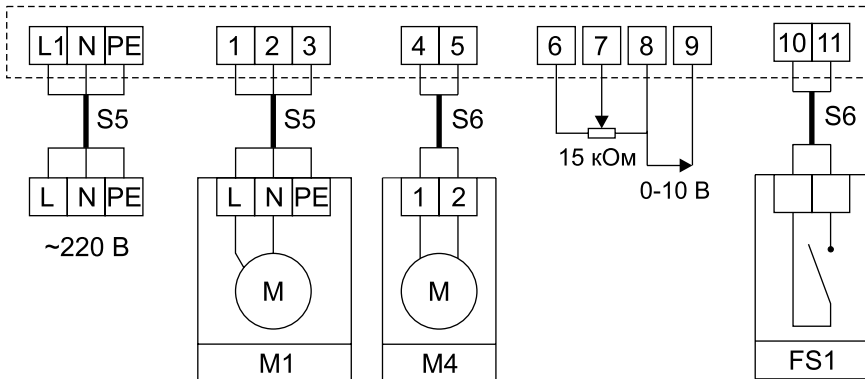 L1 N PE 1 2 3 4 5 6 7 8 9 10 11
S5 S5 S6 S6
15 кОм
0-10 В
L N PE L N PE 1 2
~220 В
M M
M1 M4 FS1